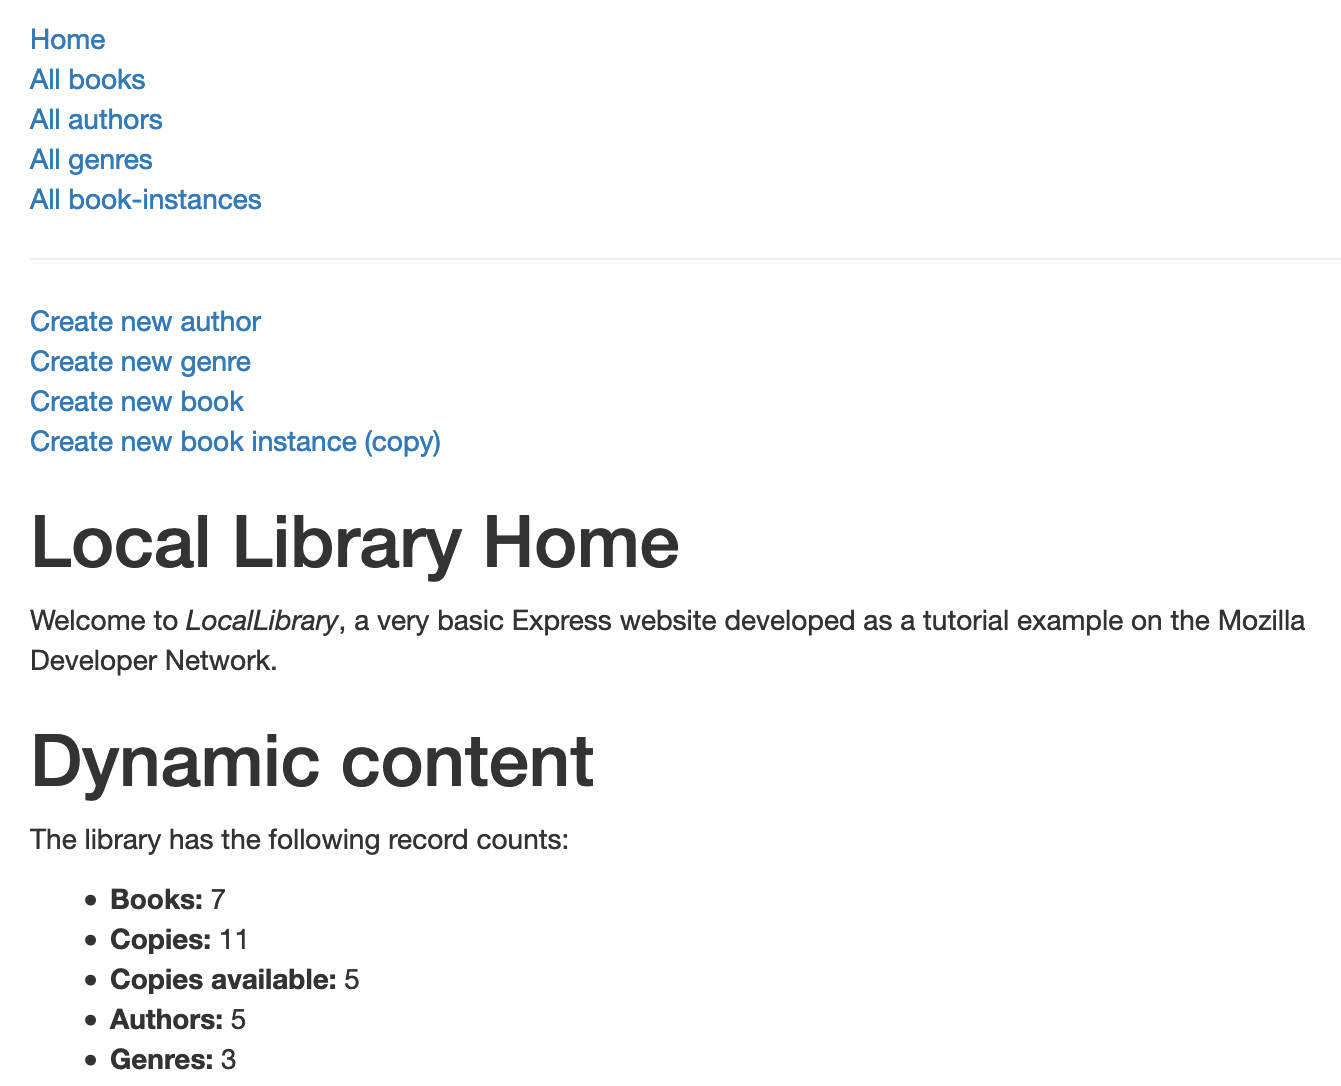 Home
All books
All authors
All genres
All book-instances
Create new author
Create new genre
Create new book
Create new book instance (copy)
Local Library Home
Welcome to LocalLibrary, a very basic Express website developed as a tutorial example on the Mozilla
Developer Network.
Dynamic content
The library has the following record counts:
• Books: 7
• Copies: 11
• Copies available: 5
• Authors: 5
• Genres: 3